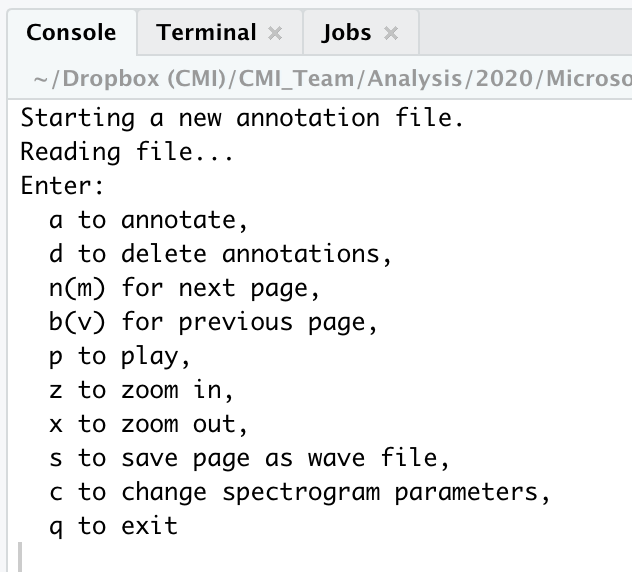 Console Terminal × Jobs ×
~/Dropbox (CMI)/CMI_Team/Analysis/2020/Microso
Starting a new annotation file.
Reading file...
Enter:
a to annotate,
d to delete annotations,
n(m) for next page,
b(v) for previous page,
p to play,
z to zoom in,
x to zoom out,
s to save page as wave file,
c to change spectrogram parameters,
q to exit